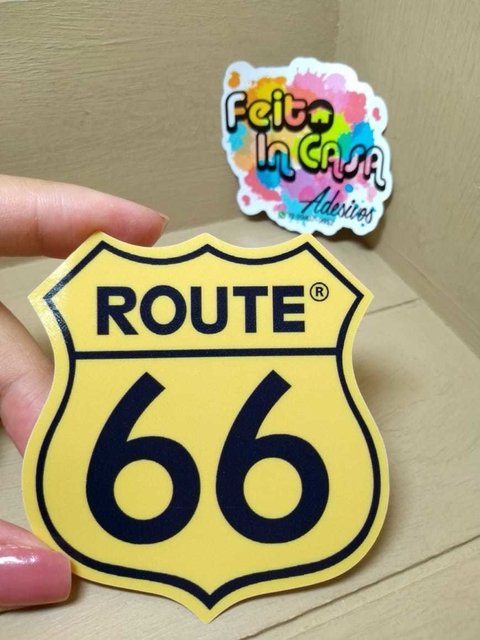 Feito
In Casa
Adesivos
ROUTE®
66